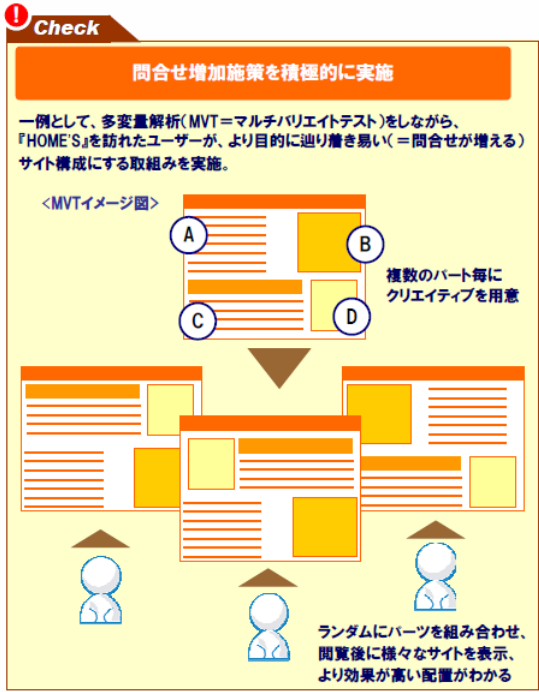 !
Check
問合せ増加施策を積極的に実施
一例として、多変量解析(MVT=マルチバリエイトテスト)をしながら、
『HOME'S』を訪れたユーザーが、より目的に辿り着き易い(=問合せが増える)
サイト構成にする取組みを実施。
<MVTイメージ図>
A
B
複数のパート毎に
クリエイティブを用意
C
D
ランダムにパーツを組み合わせ、
閲覧後に様々なサイトを表示、
より効果が高い配置がわかる